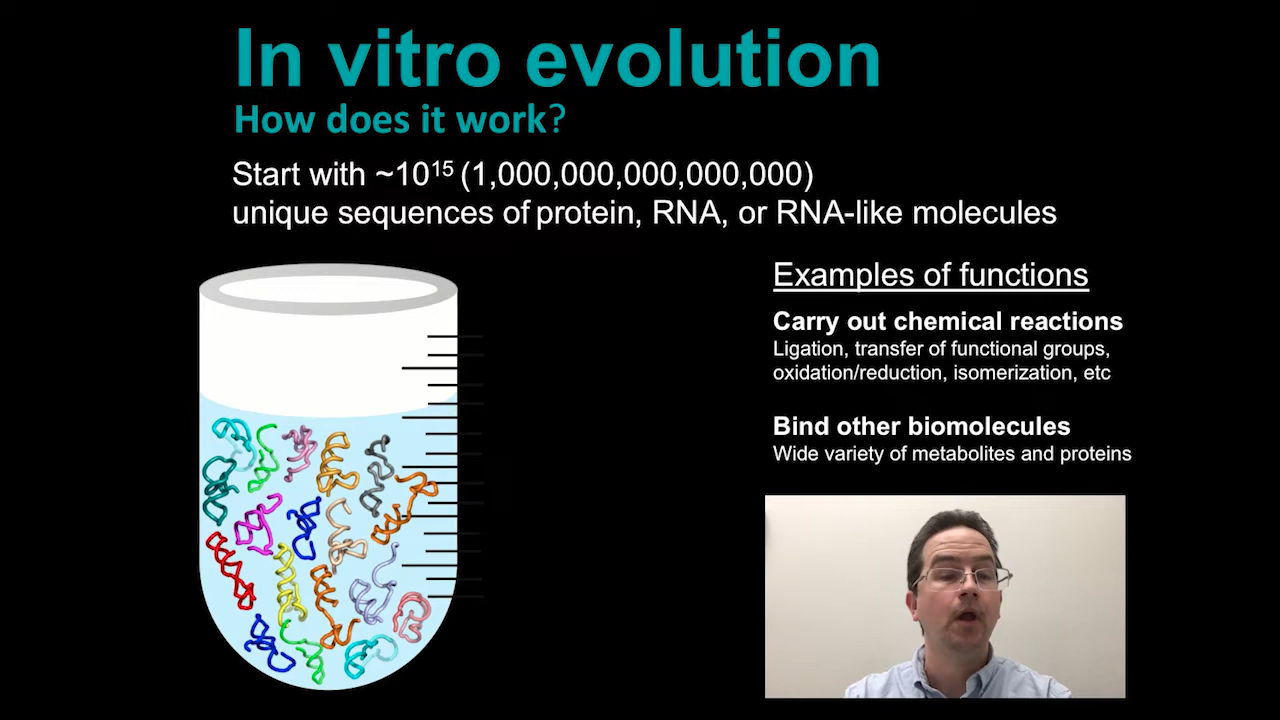 In vitro evolution
How does it work?
Start with ~10¹⁵ (1,000,000,000,000,000)
unique sequences of protein, RNA, or RNA-like molecules
Examples of functions
Carry out chemical reactions
Ligation, transfer of functional groups,
oxidation/reduction, isomerization, etc
Bind other biomolecules
Wide variety of metabolites and proteins